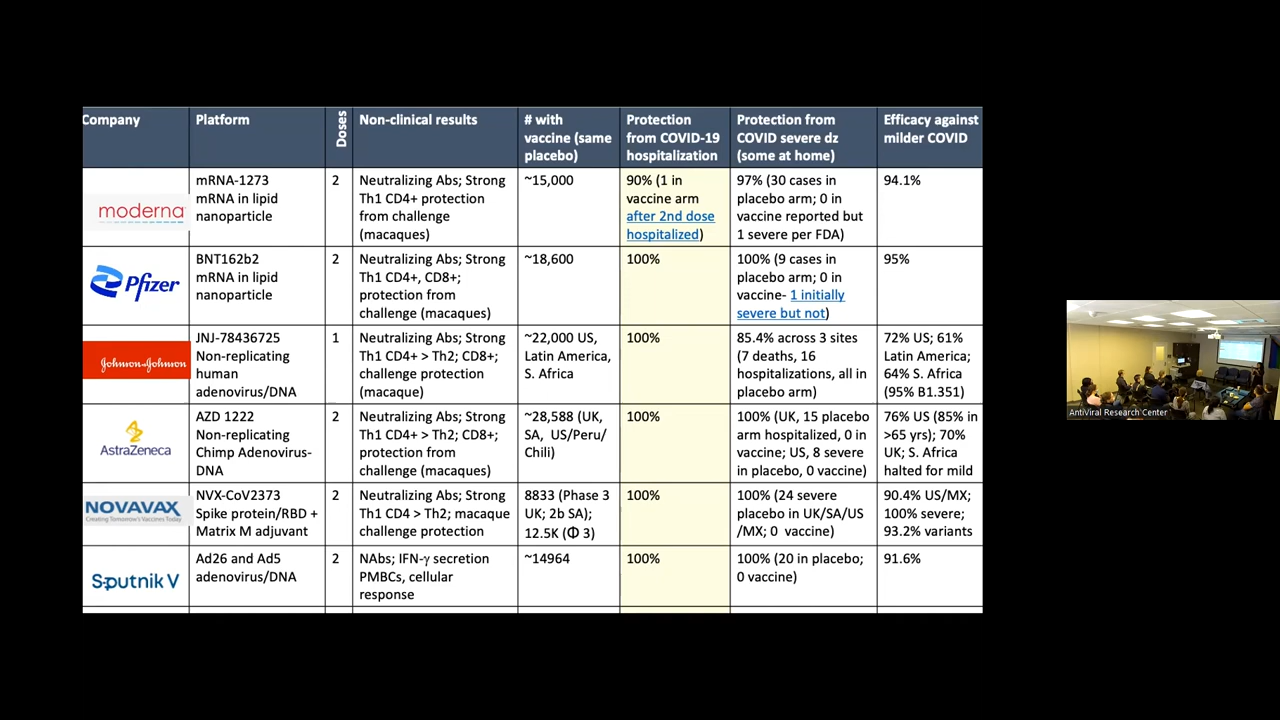 Company
Platform
Doses
Non-clinical results
# with
vaccine (same
placebo)
Protection
from COVID-19
hospitalization
Protection from
COVID severe dz
(some at home)
Efficacy against
milder COVID
moderna
mRNA-1273
mRNA in lipid
nanoparticle
2
Neutralizing Abs; Strong
Th1 CD4+ protection
from challenge
(macaques)
~15,000
90% (1 in
vaccine arm
after 2nd dose
hospitalized)
97% (30 cases in
placebo arm; 0 in
vaccine reported but
1 severe per FDA)
94.1%
Pfizer
BNT162b2
mRNA in lipid
nanoparticle
2
Neutralizing Abs; Strong
Th1 CD4+, CD8+;
protection from
challenge (macaques)
~18,600
100%
100% (9 cases in
placebo arm; 0 in
vaccine- 1 initially
severe but not)
95%
Johnson&Johnson
JNJ-78436725
Non-replicating
human
adenovirus/DNA
1
Neutralizing Abs; Strong
Th1 CD4+ > Th2; CD8+;
challenge protection
(macaque)
~22,000 US,
Latin America,
S. Africa
100%
85.4% across 3 sites
(7 deaths, 16
hospitalizations, all in
placebo arm)
72% US; 61%
Latin America;
64% S. Africa
(95% B1.351)
AstraZeneca
AZD 1222
Non-replicating
Chimp Adenovirus-
DNA
2
Neutralizing Abs; Strong
Th1 CD4+ > Th2; CD8+;
protection from
challenge (macaques)
~28,588 (UK,
SA, US/Peru/
Chili)
100%
100% (UK, 15 placebo
arm hospitalized, 0 in
vaccine; US, 8 severe
in placebo, 0 vaccine)
76% US (85% in
>65 yrs); 70%
UK; S. Africa
halted for mild
NOVAVAX
Creating Tomorrow's Vaccines Today
NVX-CoV2373
Spike protein/RBD +
Matrix M adjuvant
2
Neutralizing Abs; Strong
Th1 CD4 > Th2; macaque
challenge protection
8833 (Phase 3
UK; 2b SA);
12.5K (Φ 3)
100%
100% (24 severe
placebo in UK/SA/US
/MX; 0 vaccine)
90.4% US/MX;
100% severe;
93.2% variants
Sputnik V
Ad26 and Ad5
adenovirus/DNA
2
NAbs; IFN-γ secretion
PMBCs, cellular
response
~14964
100%
100% (20 in placebo;
0 vaccine)
91.6%
AntiViral Research Center